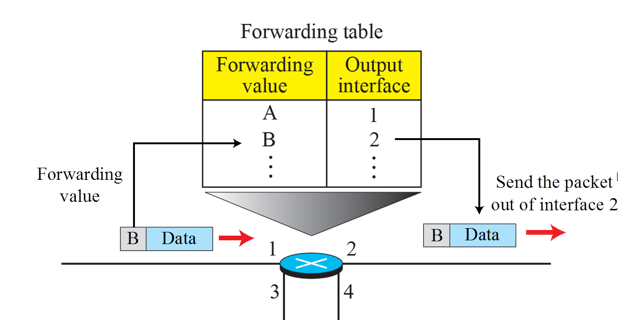 Forwarding table
Forwarding value
Output interface
A
1
B
2
Forwarding
value
Send the packet
out of interface 2
B
Data
B
Data
1
2
3
4